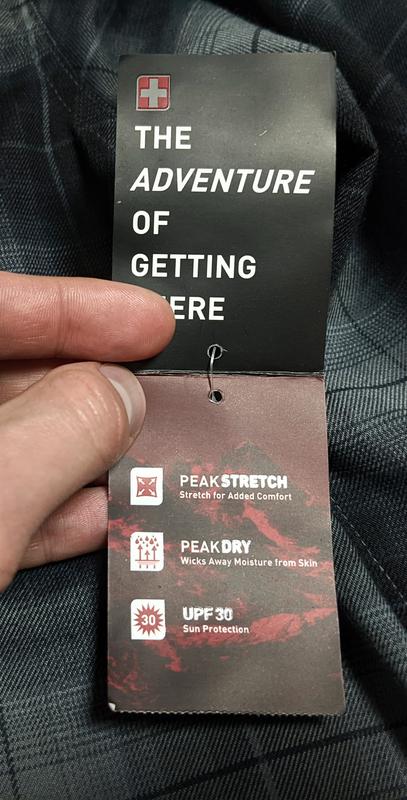 THE
ADVENTURE
OF
GETTING
ERE
PEAKSTRETCH
Stretch for Added Comfort
PEAKDRY
Wicks Away Moisture from Skin
30
UPF 30
Sun Protection